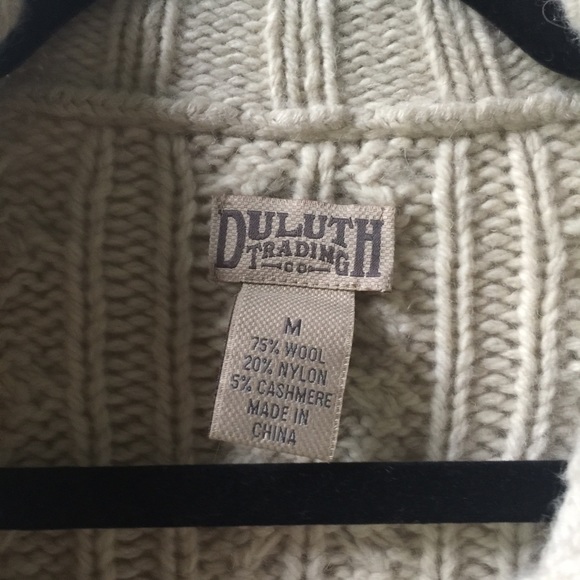 DULUTH
TRADING
CO
M
75% WOOL
20% NYLON
5% CASHMERE
MADE IN
CHINA